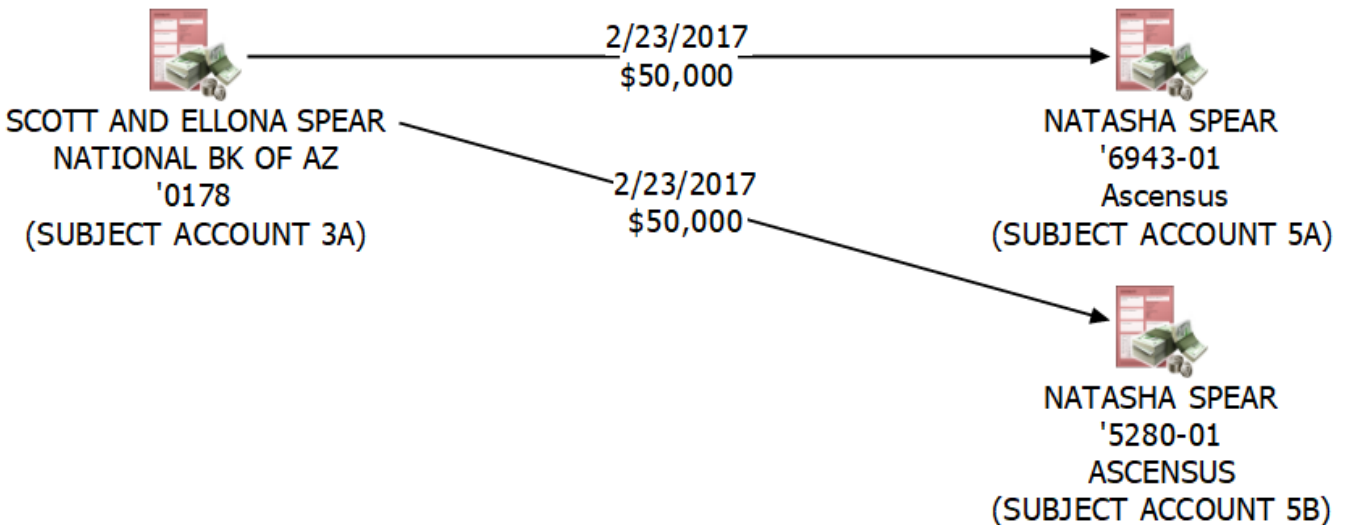 2/23/2017
$50,000
SCOTT AND ELLONA SPEAR
NATIONAL BK OF AZ
'0178
(SUBJECT ACCOUNT 3A)
NATASHA SPEAR
'6943-01
Ascensus
(SUBJECT ACCOUNT 5A)
2/23/2017
$50,000
NATASHA SPEAR
'5280-01
ASCENSUS
(SUBJECT ACCOUNT 5B)